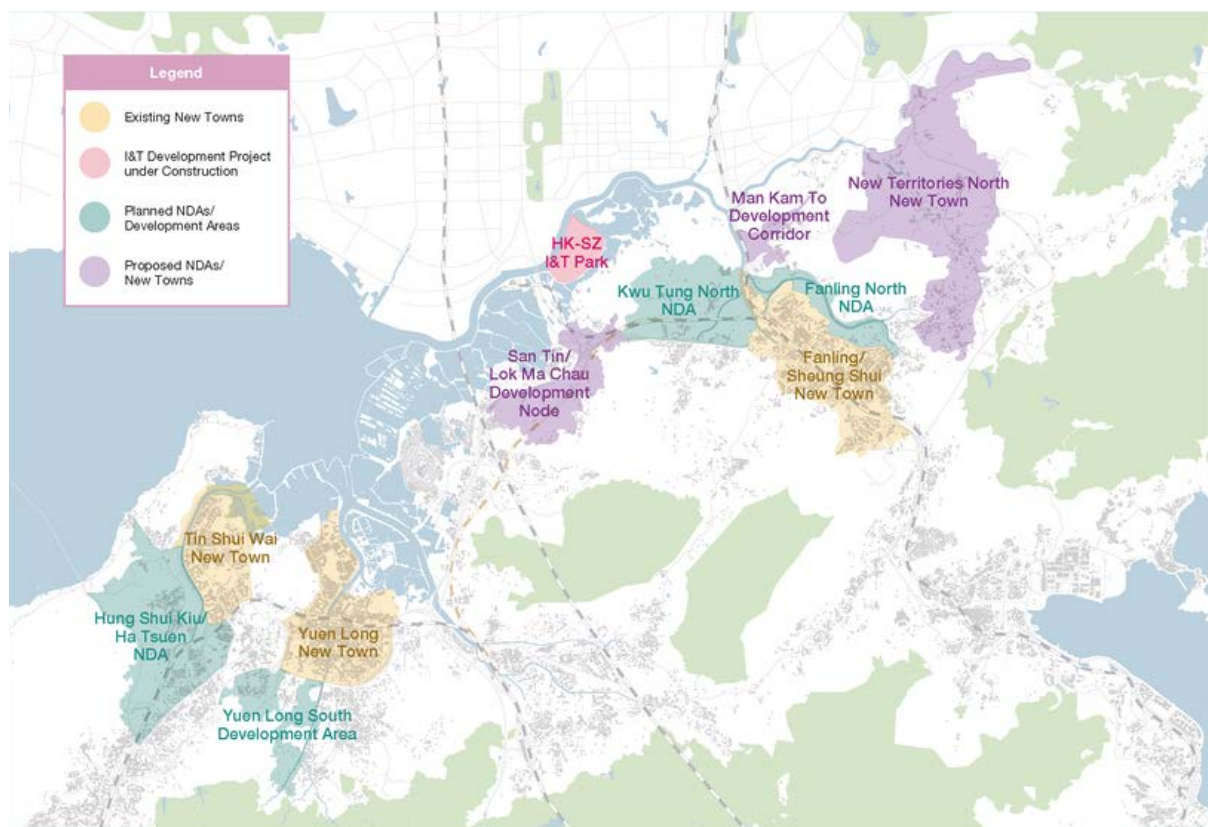 Legend
Existing New Towns
I&T Development Project
under Construction
Planned NDAs/
Development Areas
Proposed NDAs/
New Towns
New Territories North
New Town
Man Kam To
Development
Corridor
HK-SZ
I&T Park
Kwu Tung North
NDA
Fanling North
NDA
San Tin/
Lok Ma Chau
Development
Node
Fanling/
Sheung Shui
New Town
Tin Shui Wai
New Town
Hung Shui Kiu/
Ha Tsuen
NDA
Yuen Long
New Town
Yuen Long South
Development Area